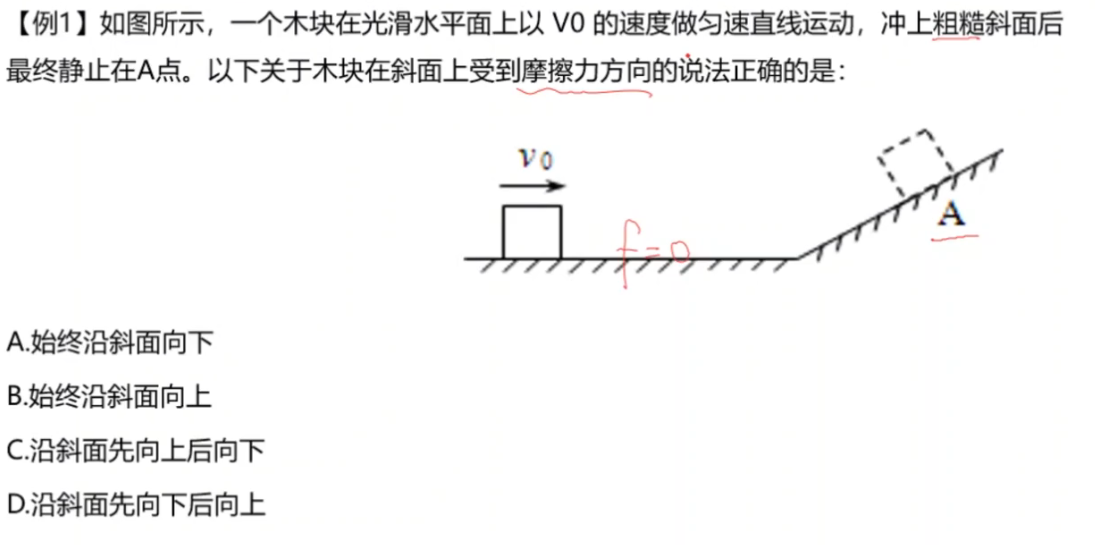 【例1】如图所示，一个木块在光滑水平面上以 V0 的速度做匀速直线运动，冲上粗糙斜面后
最终静止在A点。以下关于木块在斜面上受到摩擦力方向的说法正确的是：
v0
A
f=0
A.始终沿斜面向下
B.始终沿斜面向上
C.沿斜面先向上后向下
D.沿斜面先向下后向上